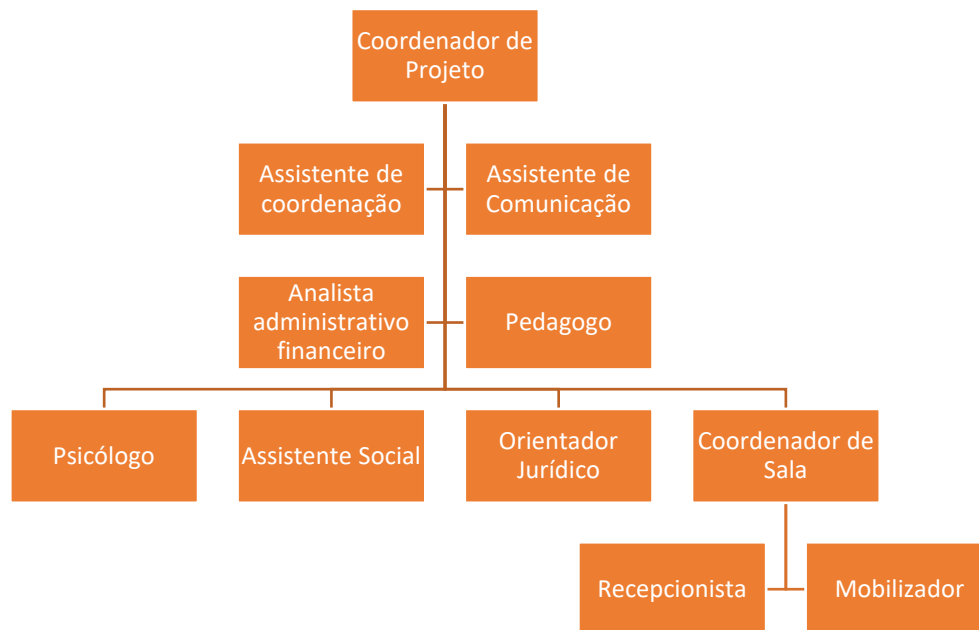 Coordenador de
Projeto
Assistente de
coordenação
Assistente de
Comunicação
Analista
administrativo
financeiro
Pedagogo
Psicólogo
Assistente Social
Orientador
Jurídico
Coordenador de
Sala
Recepcionista
Mobilizador